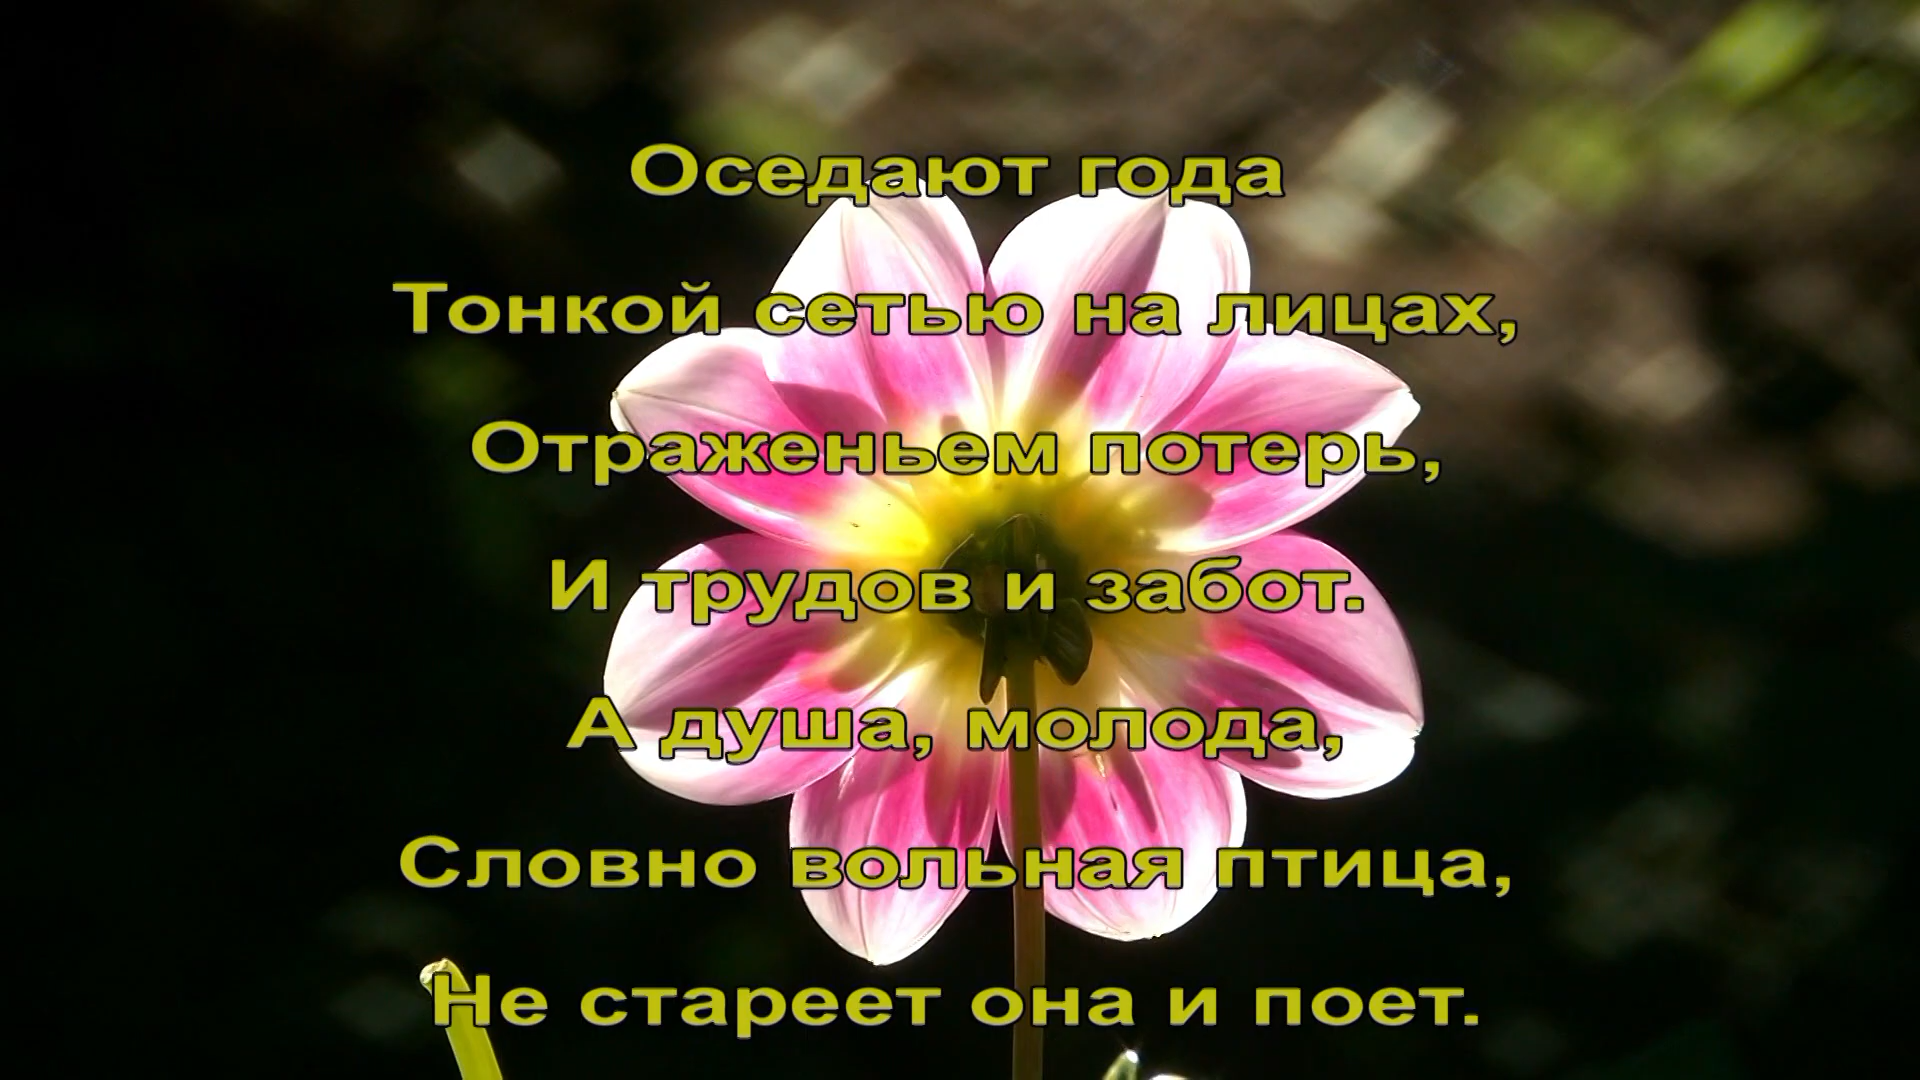 Оседают года
Тонкой сетью на лицах,
Отраженьем потерь,
И трудов и забот.
А душа, молода,
Словно вольная птица,
Не стареет она и поет.